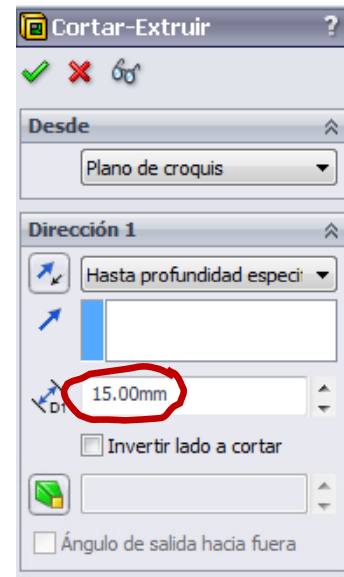 Cortar-Extruir ?
Desde
Plano de croquis
Dirección 1
Hasta profundidad especi
D1 15.00mm
Invertir lado a cortar
Ángulo de salida hacia fuera